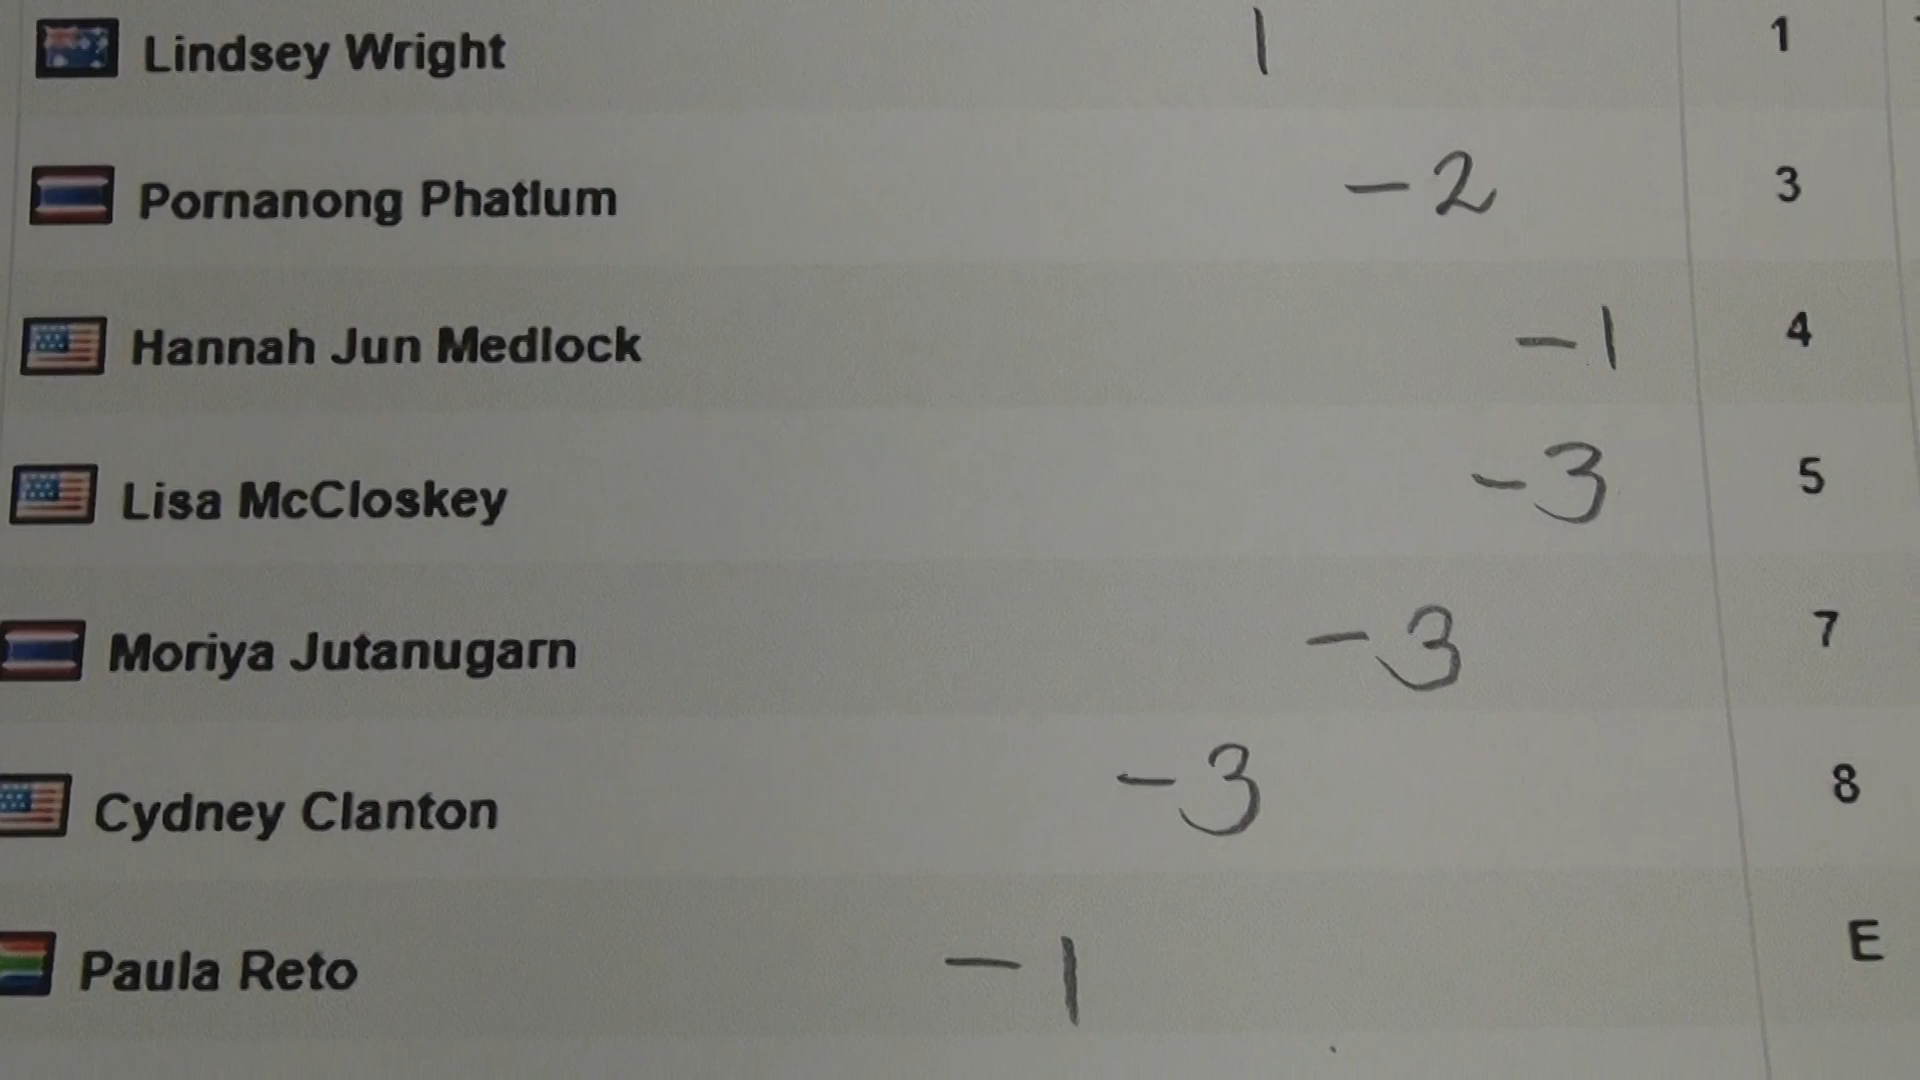 Lindsey Wright 1 1
Pornanong Phatlum -2 3
Hannah Jun Medlock -1 4
Lisa McCloskey -3 5
Moriya Jutanugarn -3 7
Cydney Clanton -3 8
Paula Reto -1 E